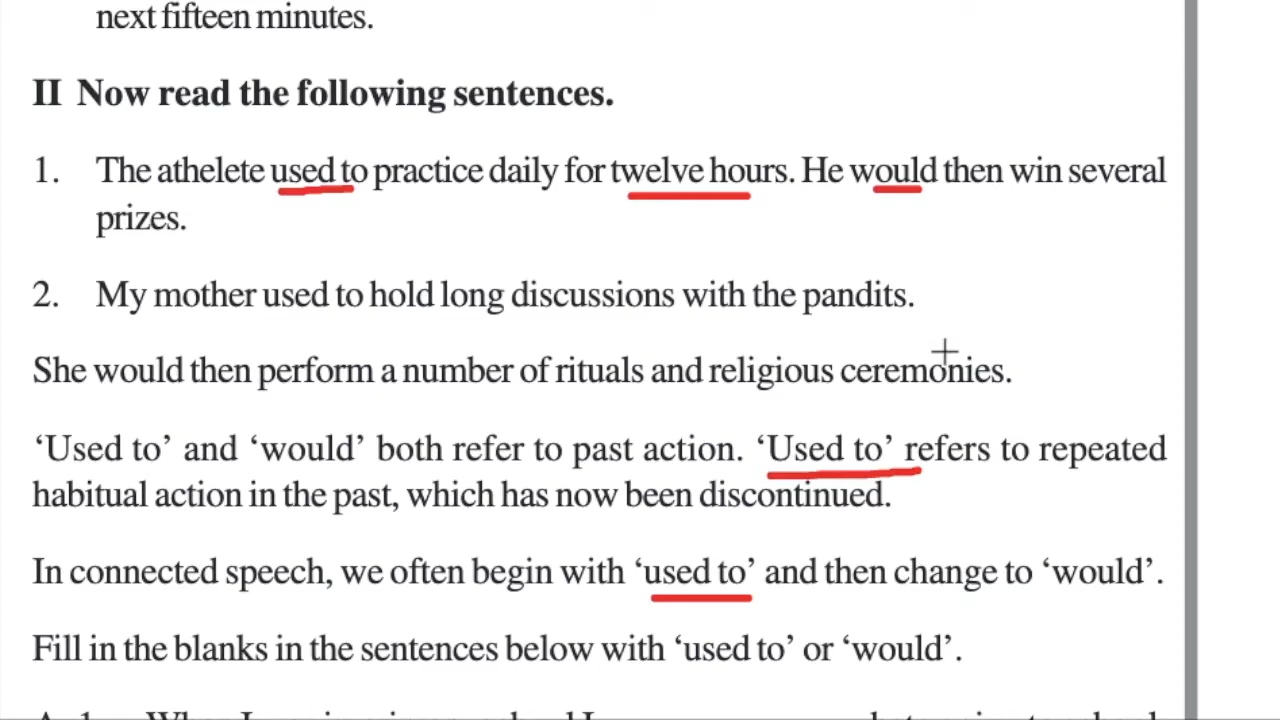 next fifteen minutes.
II Now read the following sentences.
1. The athelete used to practice daily for twelve hours. He would then win several
prizes.
2. My mother used to hold long discussions with the pandits.
She would then perform a number of rituals and religious ceremonies.
‘Used to’ and ‘would’ both refer to past action. ‘Used to’ refers to repeated
habitual action in the past, which has now been discontinued.
In connected speech, we often begin with ‘used to’ and then change to ‘would’.
Fill in the blanks in the sentences below with ‘used to’ or ‘would’.